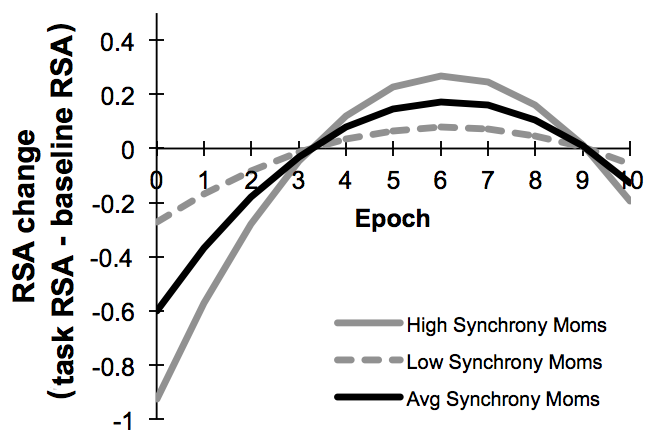 0.4
0.2
0
-0.2
-0.4
-0.6
-0.8
-1
RSA change
(task RSA - baseline RSA)
0 1 2 3 4 5 6 7 8 9 10
Epoch
High Synchrony Moms
Low Synchrony Moms
Avg Synchrony Moms